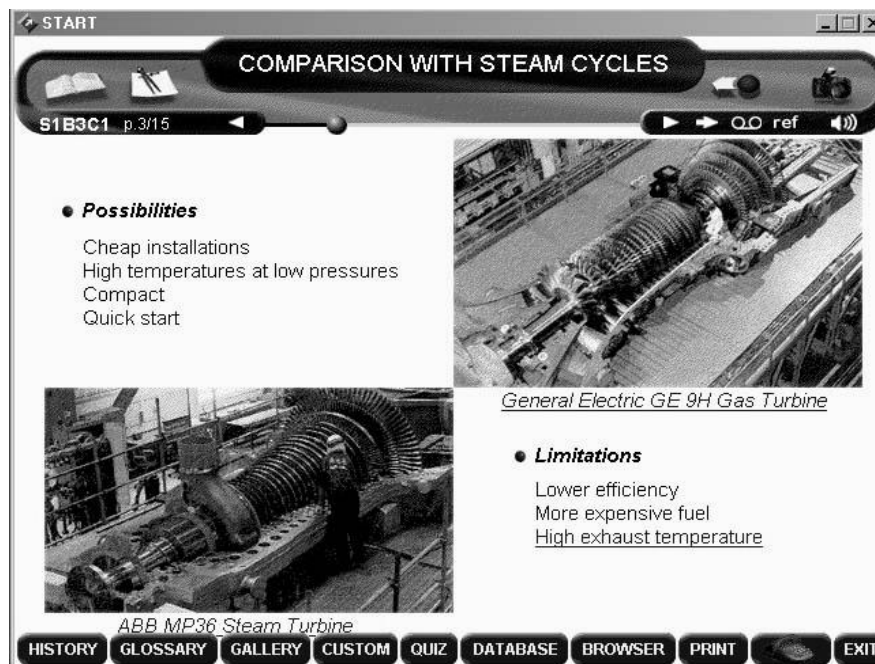 START
COMPARISON WITH STEAM CYCLES
S1B3C1 p.3/15
ref
Possibilities
Cheap installations
High temperatures at low pressures
Compact
Quick start
General Electric GE 9H Gas Turbine
Limitations
Lower efficiency
More expensive fuel
High exhaust temperature
ABB MP36 Steam Turbine
HISTORY GLOSSARY GALLERY CUSTOM QUIZ DATABASE BROWSER PRINT EXIT